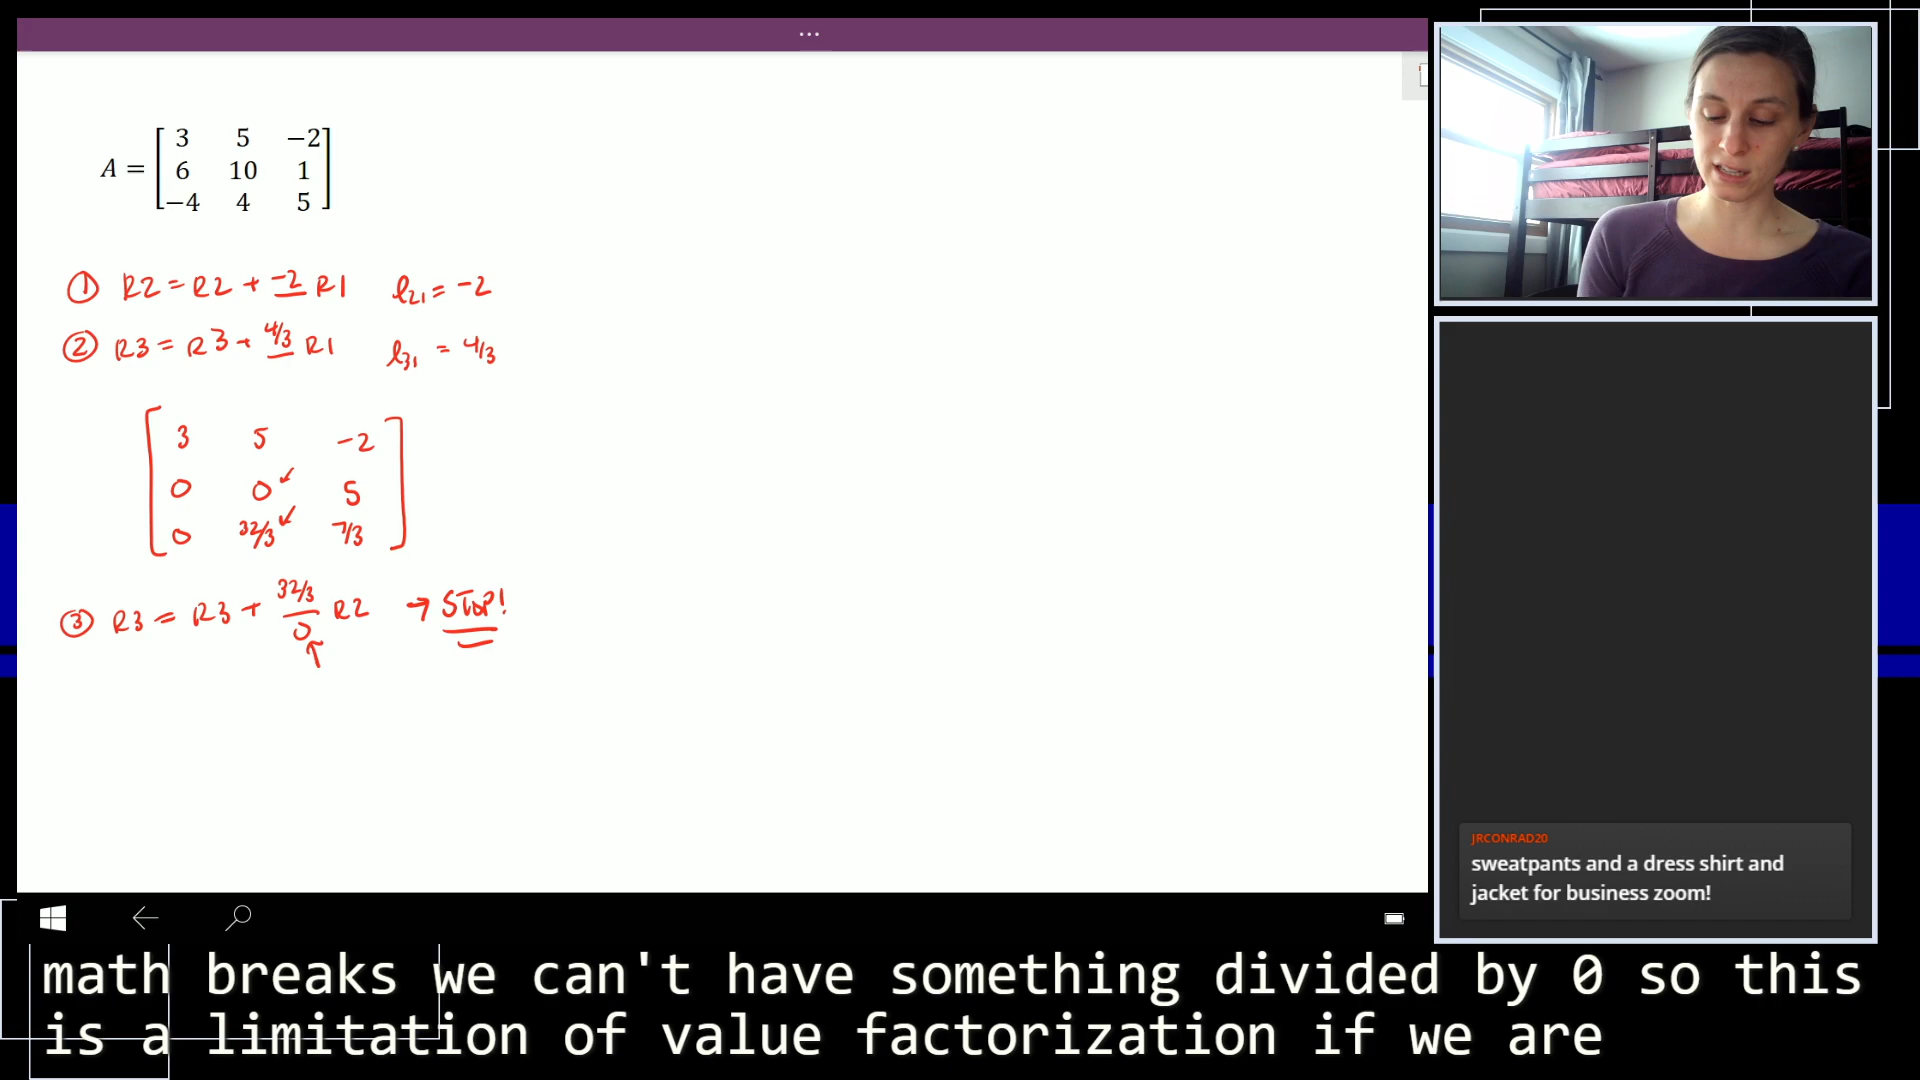 ...
A = [ 3 5 −2
6 10 1
−4 4 5 ]
① R2 = R2 + -2 R1 l21 = -2
② R3 = R3 + 4/3 R1 l31 = 4/3
[ 3 5 -2
0 0 5
0 32/3 7/3 ]
③ R3 = R3 + (32/3)/0 R2 → STOP!
JRCONRAD20
sweatpants and a dress shirt and
jacket for business zoom!
math breaks we can't have something divided by 0 so this
is a limitation of value factorization if we are